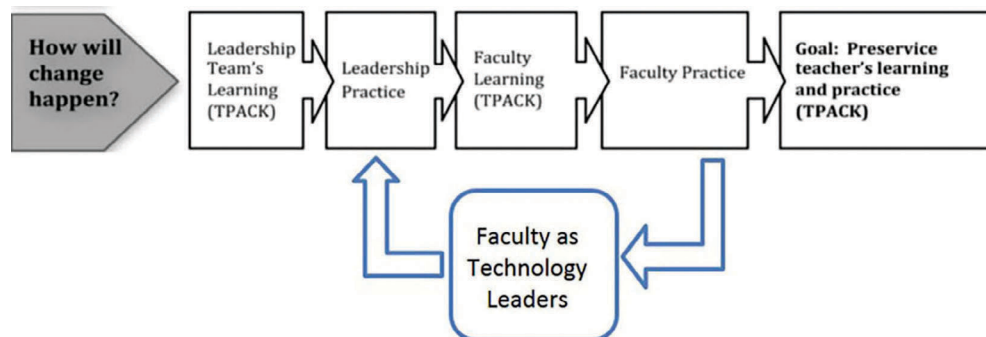 How will
change
happen?
Leadership
Team's
Learning
(TPACK)
Leadership
Practice
Faculty
Learning
(TPACK)
Faculty Practice
Goal: Preservice
teacher's learning
and practice
(TPACK)
Faculty as
Technology
Leaders